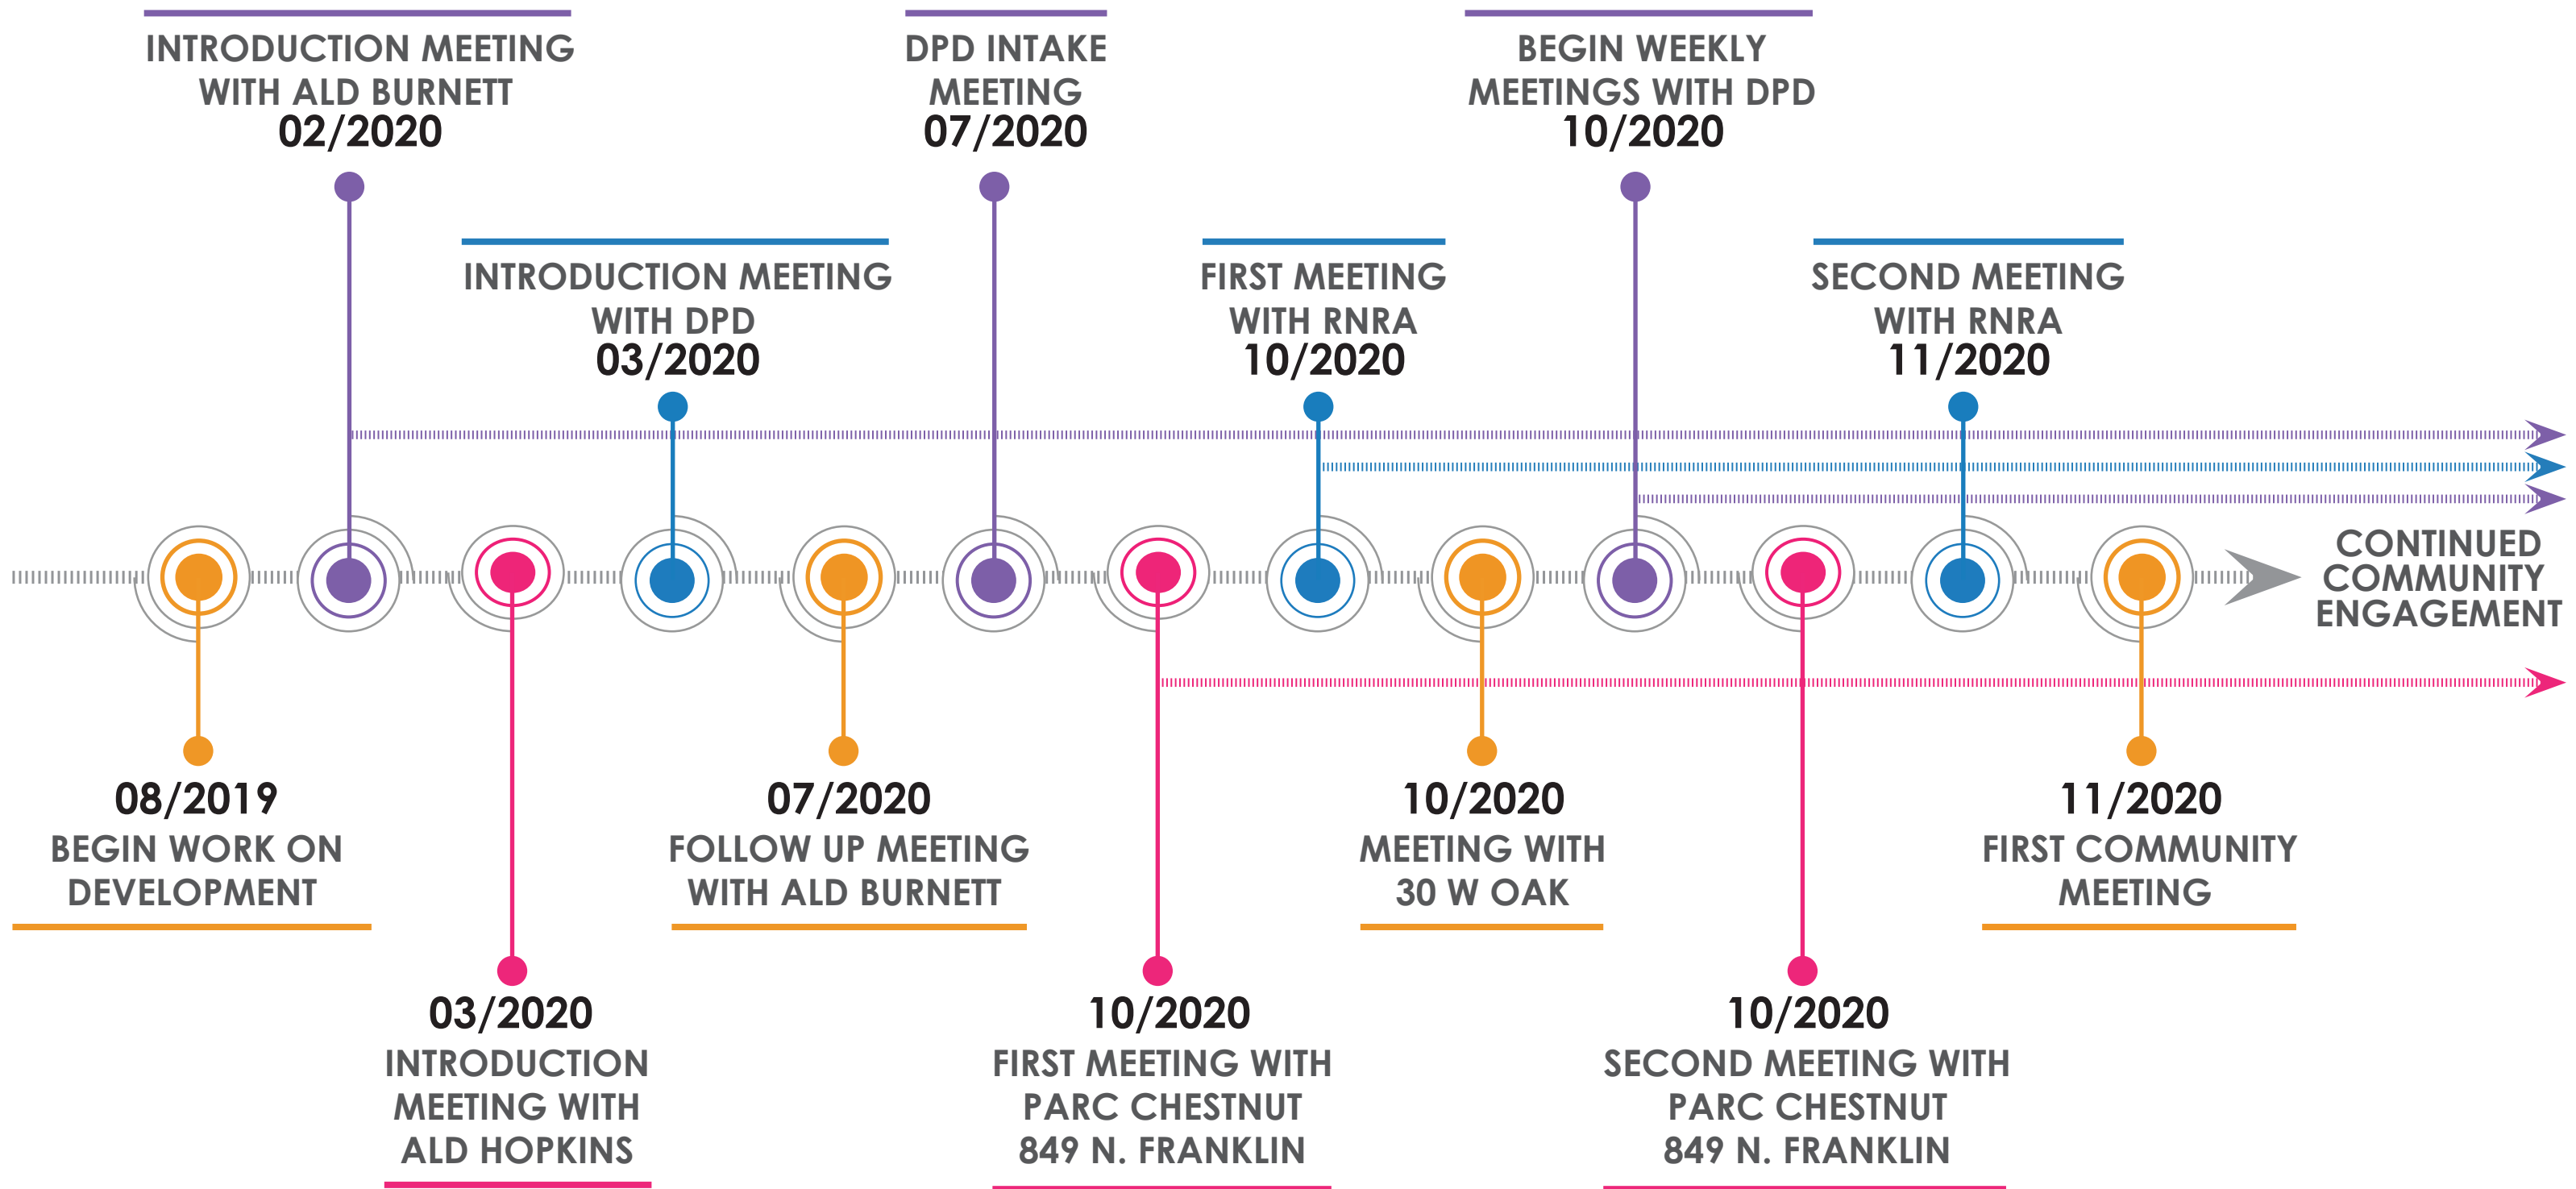 INTRODUCTION MEETING
WITH ALD BURNETT
02/2020
DPD INTAKE
MEETING
07/2020
BEGIN WEEKLY
MEETINGS WITH DPD
10/2020
INTRODUCTION MEETING
WITH DPD
03/2020
FIRST MEETING
WITH RNRA
10/2020
SECOND MEETING
WITH RNRA
11/2020
CONTINUED
COMMUNITY
ENGAGEMENT
08/2019
BEGIN WORK ON
DEVELOPMENT
07/2020
FOLLOW UP MEETING
WITH ALD BURNETT
10/2020
MEETING WITH
30 W OAK
11/2020
FIRST COMMUNITY
MEETING
03/2020
INTRODUCTION
MEETING WITH
ALD HOPKINS
10/2020
FIRST MEETING WITH
PARC CHESTNUT
849 N. FRANKLIN
10/2020
SECOND MEETING WITH
PARC CHESTNUT
849 N. FRANKLIN